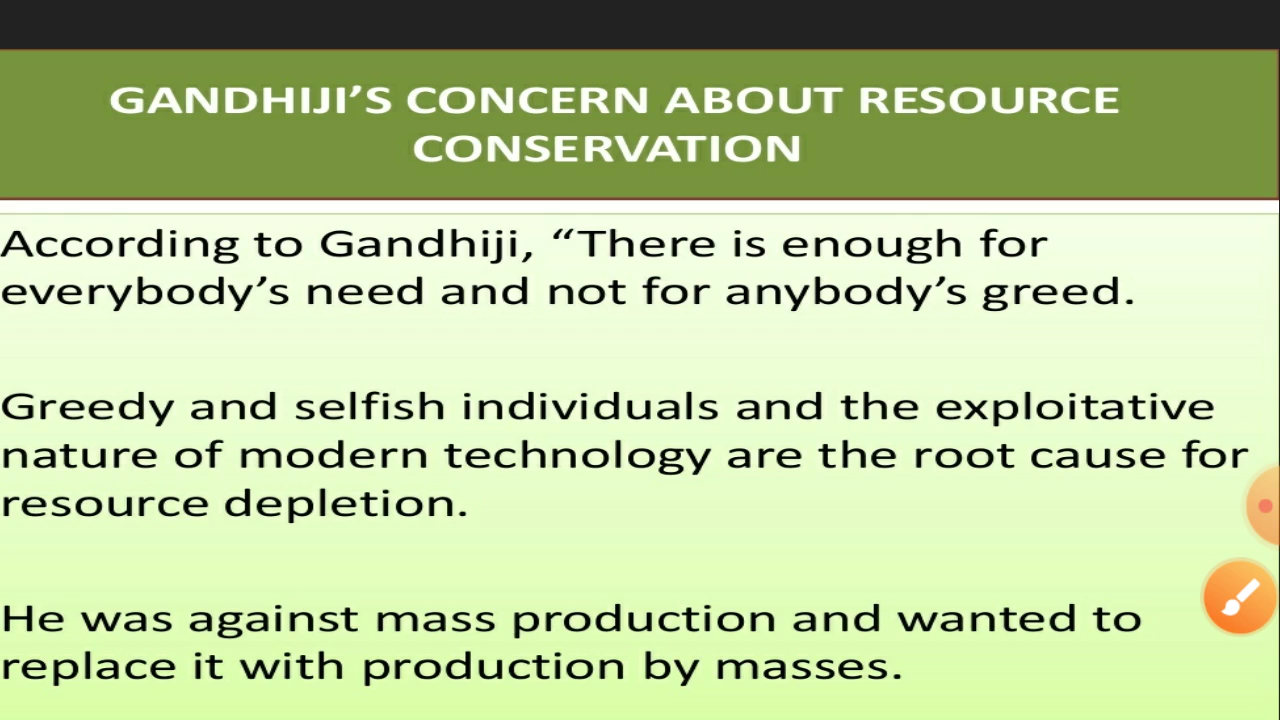 GANDHIJI’S CONCERN ABOUT RESOURCE
CONSERVATION
According to Gandhiji, “There is enough for
everybody’s need and not for anybody’s greed.
Greedy and selfish individuals and the exploitative
nature of modern technology are the root cause for
resource depletion.
He was against mass production and wanted to
replace it with production by masses.